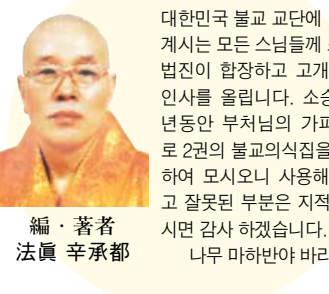 대한민국 불교 교단에
계시는 모든 스님들께
법진이 합장하고 고개
인사를 올립니다. 소승
년동안 부처님의 가피
로 2권의 불교의식집을
하여 모시오니 사용해
고 잘못된 부분은 지적
시면 감사 하겠습니다.
나무 마하반야 바라
編 · 著者
法眞 辛承都